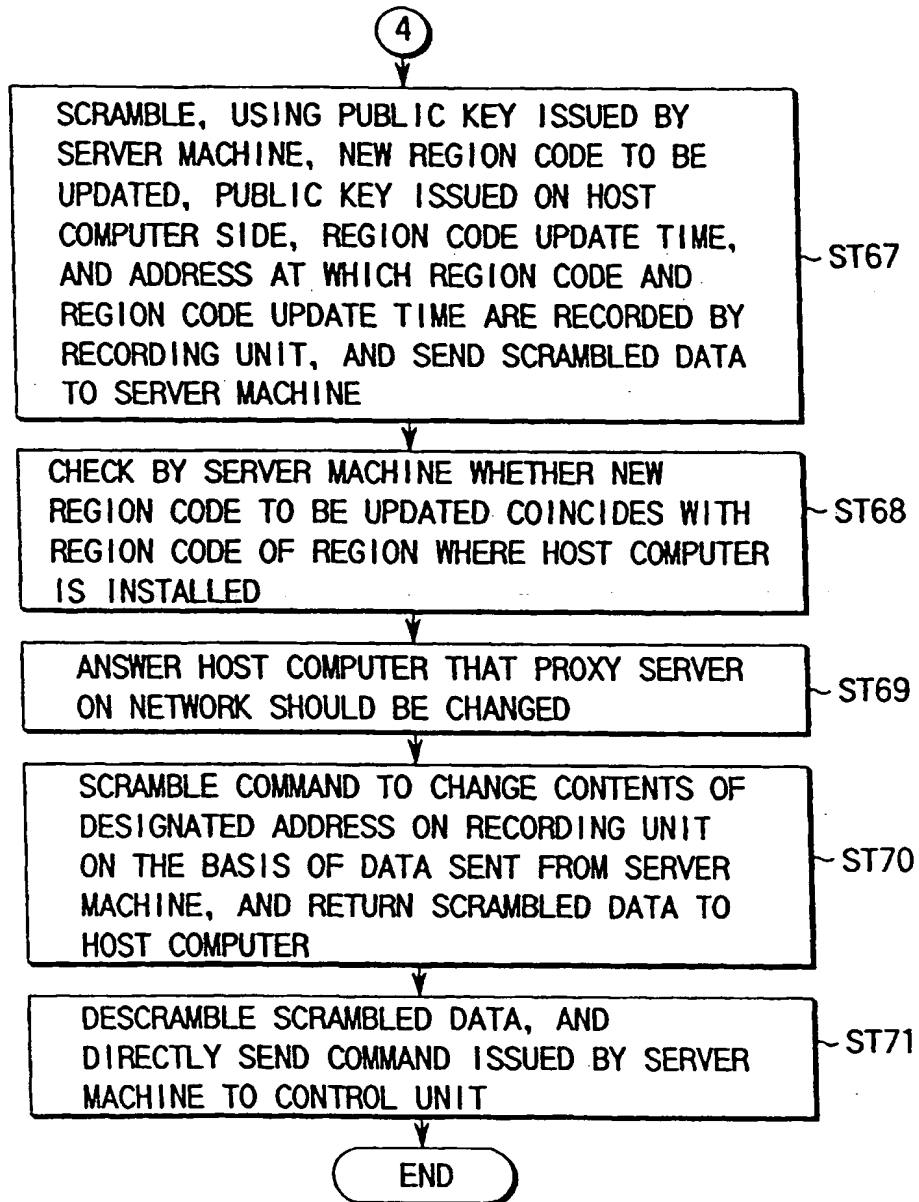 4
SCRAMBLE, USING PUBLIC KEY ISSUED BY
SERVER MACHINE, NEW REGION CODE TO BE
UPDATED, PUBLIC KEY ISSUED ON HOST
COMPUTER SIDE, REGION CODE UPDATE TIME,
AND ADDRESS AT WHICH REGION CODE AND
REGION CODE UPDATE TIME ARE RECORDED BY
RECORDING UNIT, AND SEND SCRAMBLED DATA
TO SERVER MACHINE
ST67
CHECK BY SERVER MACHINE WHETHER NEW
REGION CODE TO BE UPDATED COINCIDES WITH
REGION CODE OF REGION WHERE HOST COMPUTER
IS INSTALLED
ST68
ANSWER HOST COMPUTER THAT PROXY SERVER
ON NETWORK SHOULD BE CHANGED
ST69
SCRAMBLE COMMAND TO CHANGE CONTENTS OF
DESIGNATED ADDRESS ON RECORDING UNIT
ON THE BASIS OF DATA SENT FROM SERVER
MACHINE, AND RETURN SCRAMBLED DATA TO
HOST COMPUTER
ST70
DESCRAMBLE SCRAMBLED DATA, AND
DIRECTLY SEND COMMAND ISSUED BY SERVER
MACHINE TO CONTROL UNIT
ST71
END